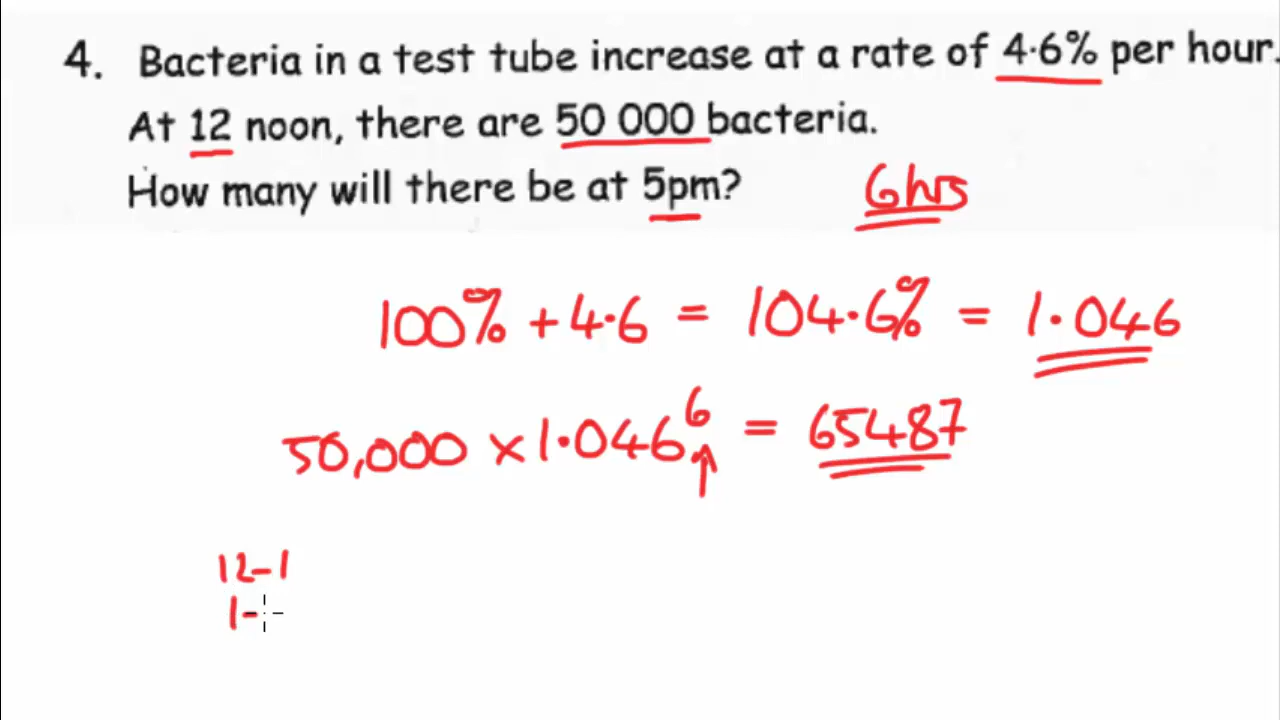 4. Bacteria in a test tube increase at a rate of 4·6% per hour.
At 12 noon, there are 50 000 bacteria.
How many will there be at 5pm?
6hrs
100% + 4·6 = 104·6% = 1·046
50,000 × 1·046⁶ = 65487
12-1
1-